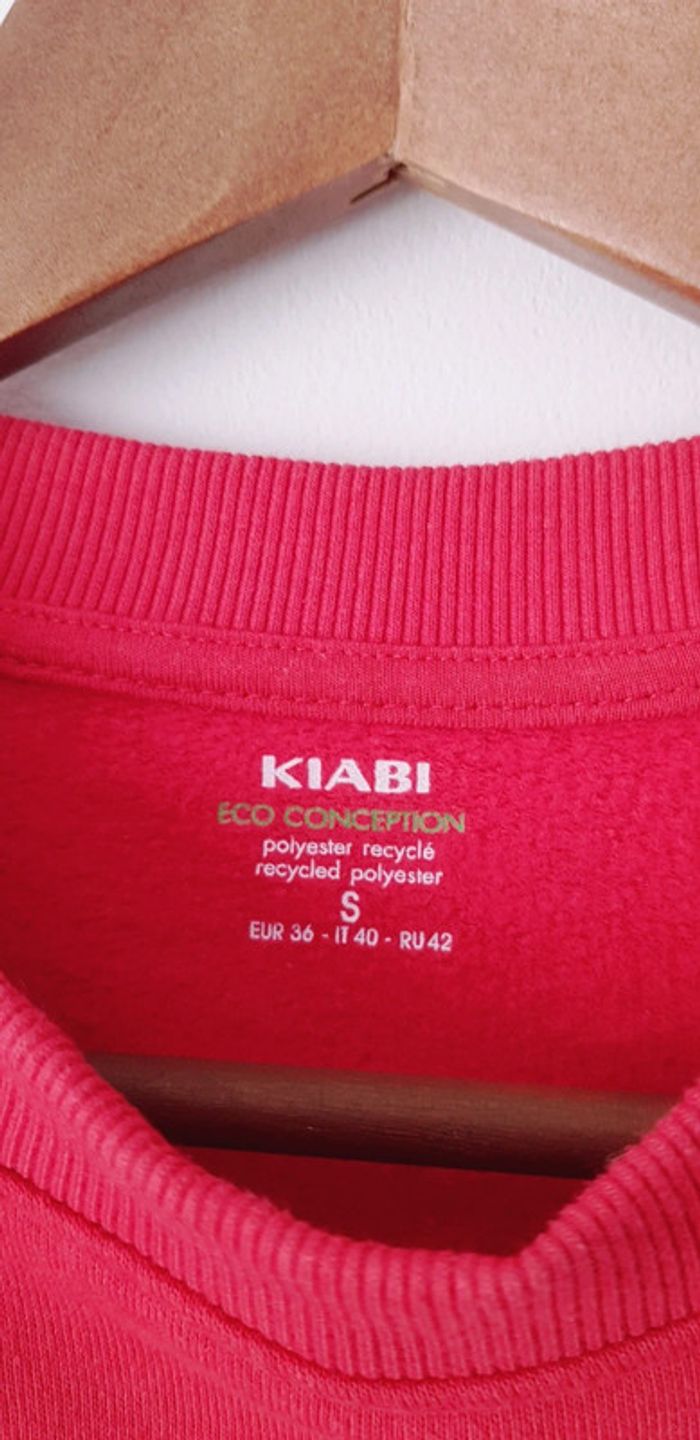 KIABI
ECO CONCEPTION
polyester recyclé
recycled polyester
S
EUR 36 - IT 40 - RU 42